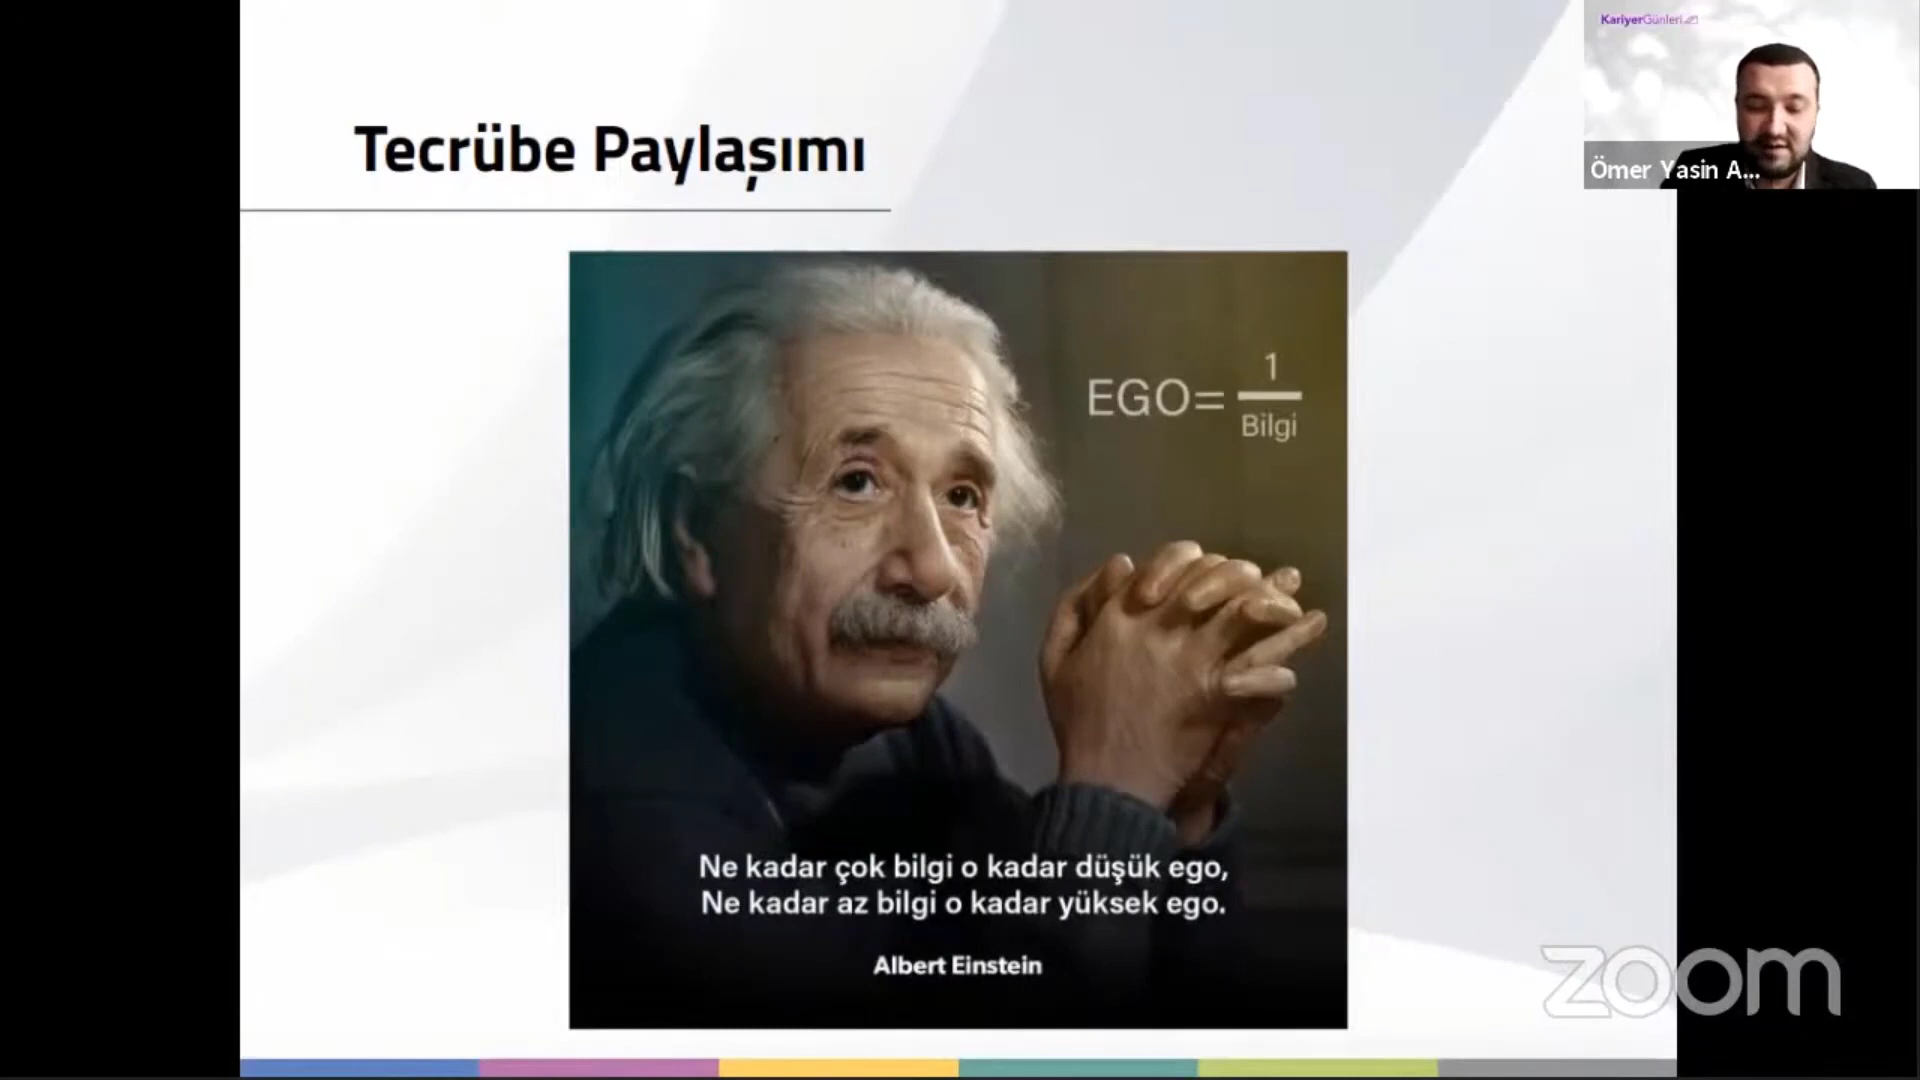 KariyerGünleri
Ömer Yasin A...
Tecrübe Paylaşımı
EGO=
1
Bilgi
Ne kadar çok bilgi o kadar düşük ego,
Ne kadar az bilgi o kadar yüksek ego.
Albert Einstein
zoom